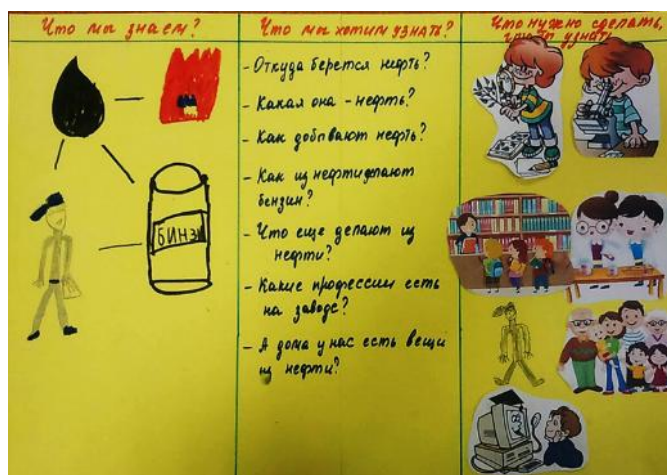 Что мы знаем?
Что мы хотим узнать?
Что нужно сделать,
чтобы узнать
БИНЗИ
- Откуда берется нефть?
- Какая она - нефть?
- Как добывают нефть?
- Как из нефти делают
бензин?
- Что еще делают из
нефти?
- Какие профессии есть
на заводе?
- А дома у нас есть вещи
из нефти?